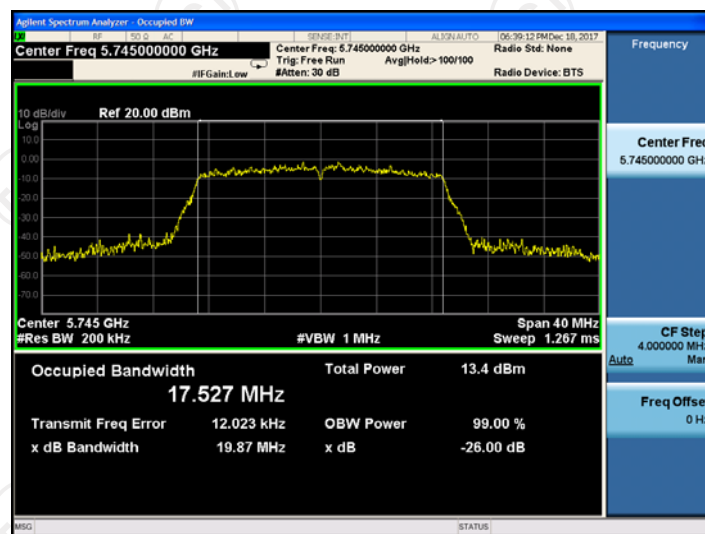 Agilent Spectrum Analyzer - Occupied BW
RF 50 Ω AC SENSE:INT ALIGN AUTO 06:39:12 PM Dec 18, 2017
Center Freq 5.745000000 GHz
Center Freq: 5.745000000 GHz
Radio Std: None
Trig: Free Run Avg|Hold:> 100/100
#IFGain:Low #Atten: 30 dB Radio Device: BTS
Frequency
10 dB/div Ref 20.00 dBm
Log
10.0
0.00
-10.0
-20.0
-30.0
-40.0
-50.0
-60.0
-70.0
Center 5.745 GHz Span 40 MHz
#Res BW 200 kHz #VBW 1 MHz Sweep 1.267 ms
Occupied Bandwidth Total Power 13.4 dBm
17.527 MHz
Transmit Freq Error 12.023 kHz OBW Power 99.00 %
x dB Bandwidth 19.87 MHz x dB -26.00 dB
Center Freq
5.745000000 GHz
CF Step
4.000000 MHz
Auto Man
Freq Offset
0 Hz
MSG STATUS